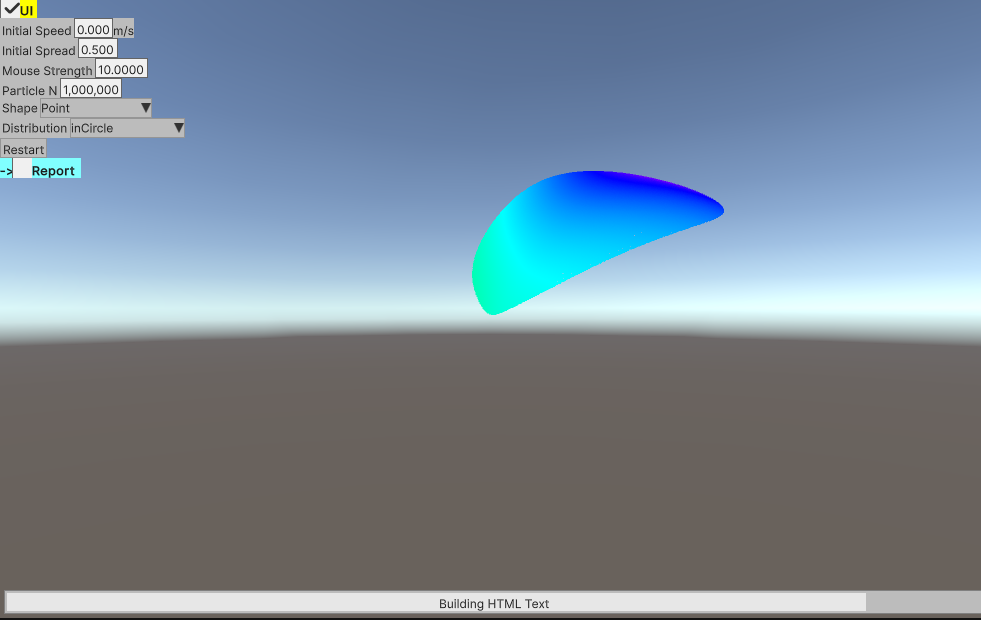 UI
Initial Speed 0.000 m/s
Initial Spread 0.500
Mouse Strength 10.0000
Particle N 1,000,000
Shape Point
Distribution inCircle
Restart
-> Report
Building HTML Text